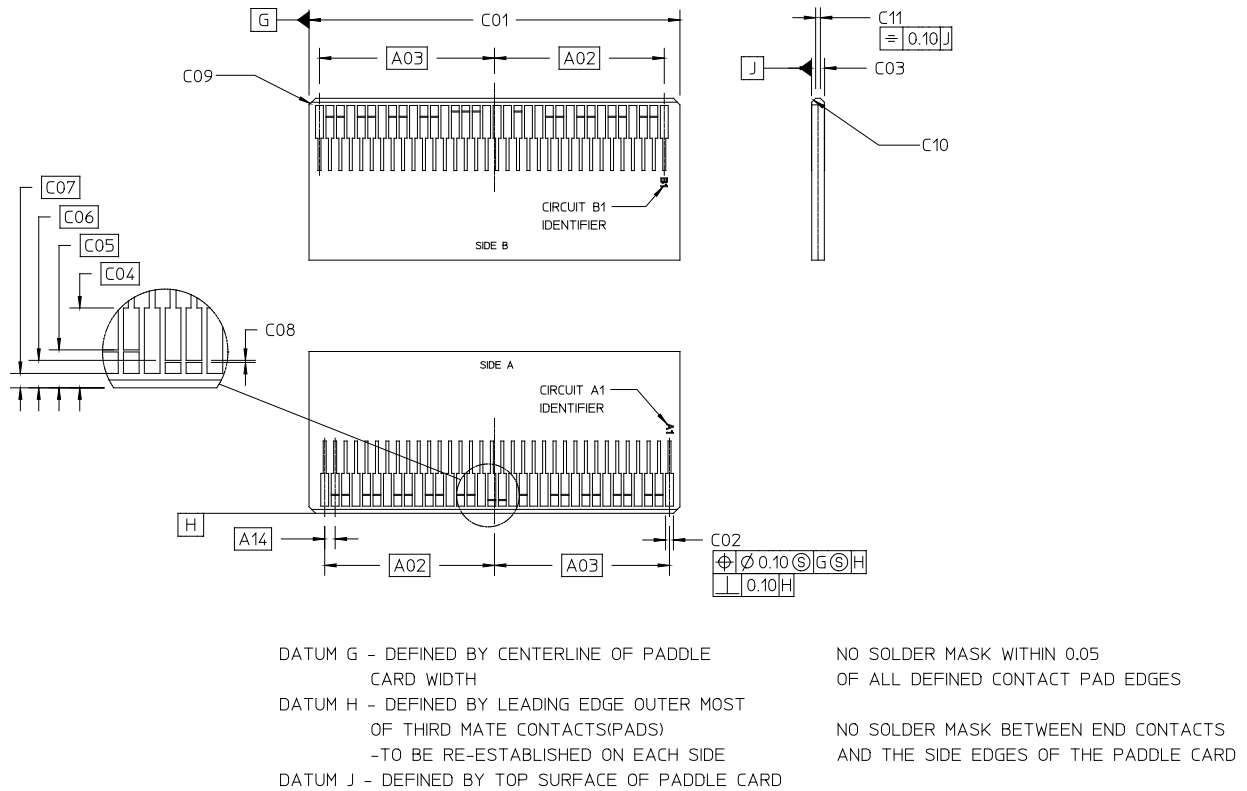 G
C01
C11
⌯ 0.10 J
A03
A02
J
C03
C09
C10
B1
CIRCUIT B1
IDENTIFIER
SIDE B
C07
C06
C05
C04
C08
SIDE A
CIRCUIT A1
IDENTIFIER
A1
H
A14
A02
A03
C02
⌖ Ø 0.10 Ⓢ G Ⓢ H
⊥ 0.10 H
DATUM G - DEFINED BY CENTERLINE OF PADDLE
CARD WIDTH
DATUM H - DEFINED BY LEADING EDGE OUTER MOST
OF THIRD MATE CONTACTS(PADS)
-TO BE RE-ESTABLISHED ON EACH SIDE
DATUM J - DEFINED BY TOP SURFACE OF PADDLE CARD
NO SOLDER MASK WITHIN 0.05
OF ALL DEFINED CONTACT PAD EDGES
NO SOLDER MASK BETWEEN END CONTACTS
AND THE SIDE EDGES OF THE PADDLE CARD